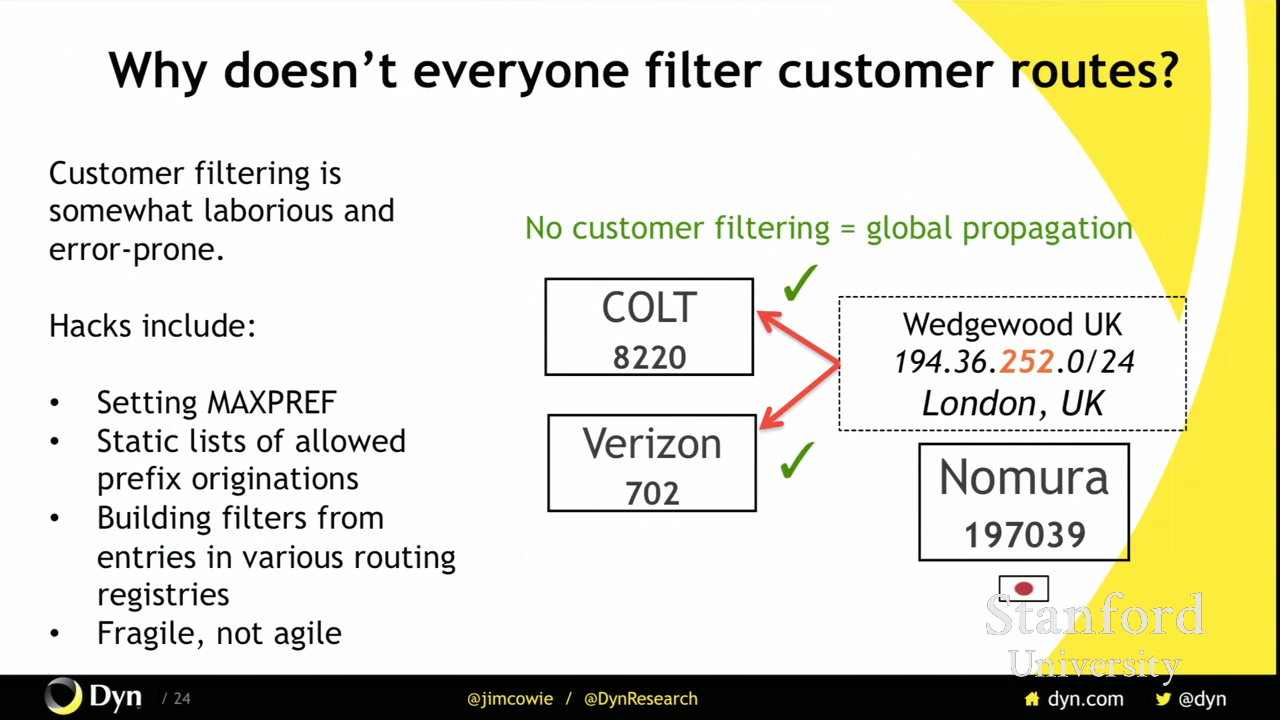 Why doesn’t everyone filter customer routes?
Customer filtering is
somewhat laborious and
error-prone.
Hacks include:
• Setting MAXPREF
• Static lists of allowed
prefix originations
• Building filters from
entries in various routing
registries
• Fragile, not agile
No customer filtering = global propagation
COLT
8220
Verizon
702
Wedgewood UK
194.36.252.0/24
London, UK
Nomura
197039
Stanford
University
Dyn / 24
@jimcowie / @DynResearch
dyn.com @dyn